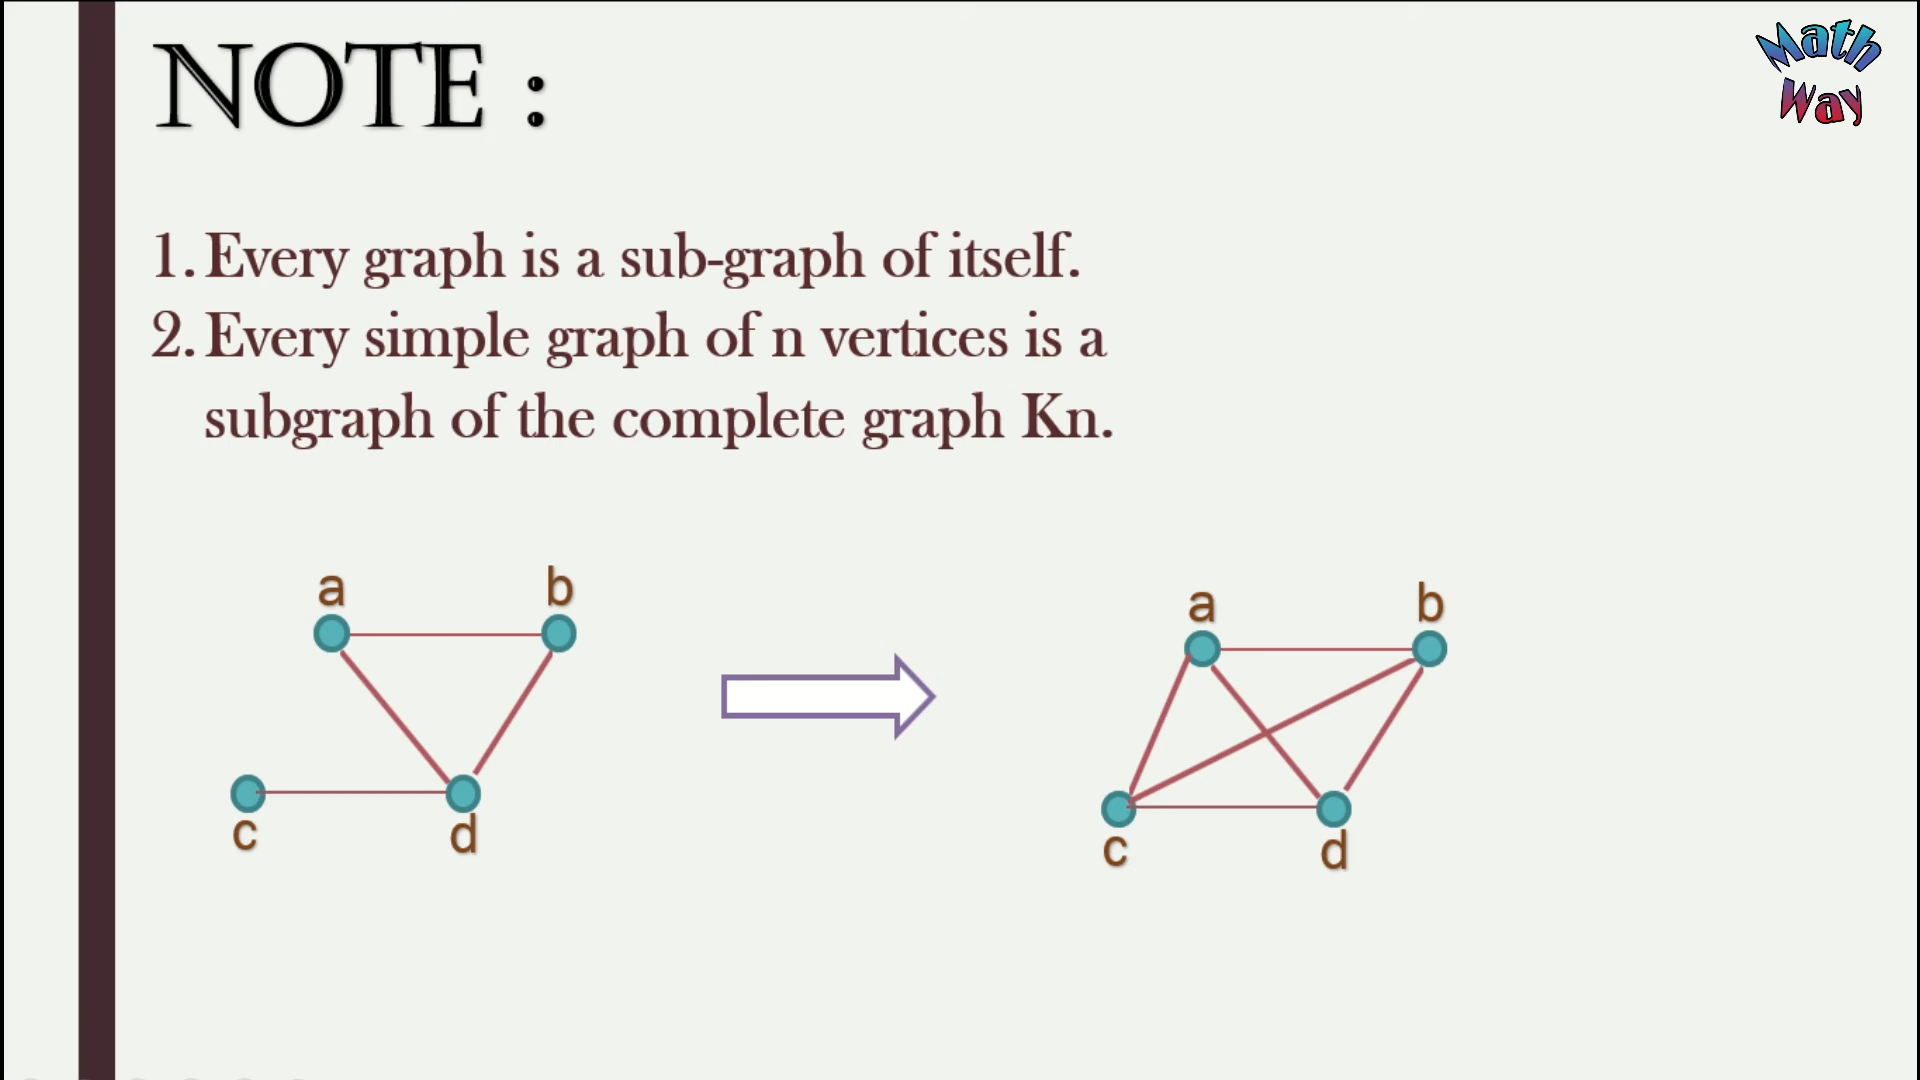 NOTE :
Math
Way
1. Every graph is a sub-graph of itself.
2. Every simple graph of n vertices is a
subgraph of the complete graph Kn.
a b
c d
a b
c d